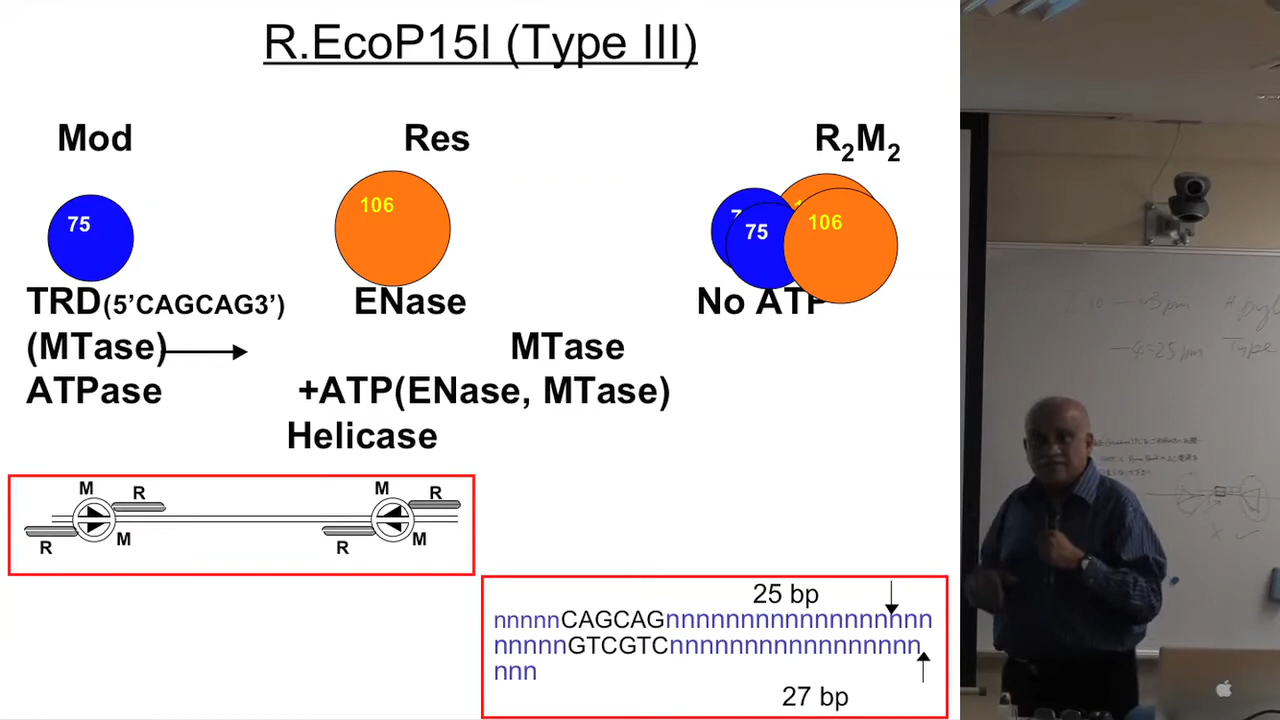 R.EcoP15I (Type III)
Mod Res R2M2
75 106 75 106
TRD(5’CAGCAG3’) ENase No ATP
(MTase) MTase
ATPase +ATP(ENase, MTase)
Helicase
M R M R
R M R M
25 bp
nnnnnCAGCAGnnnnnnnnnnnnnnnnnn
nnnnnGTCGTCnnnnnnnnnnnnnnnnn
nnn
27 bp
Type